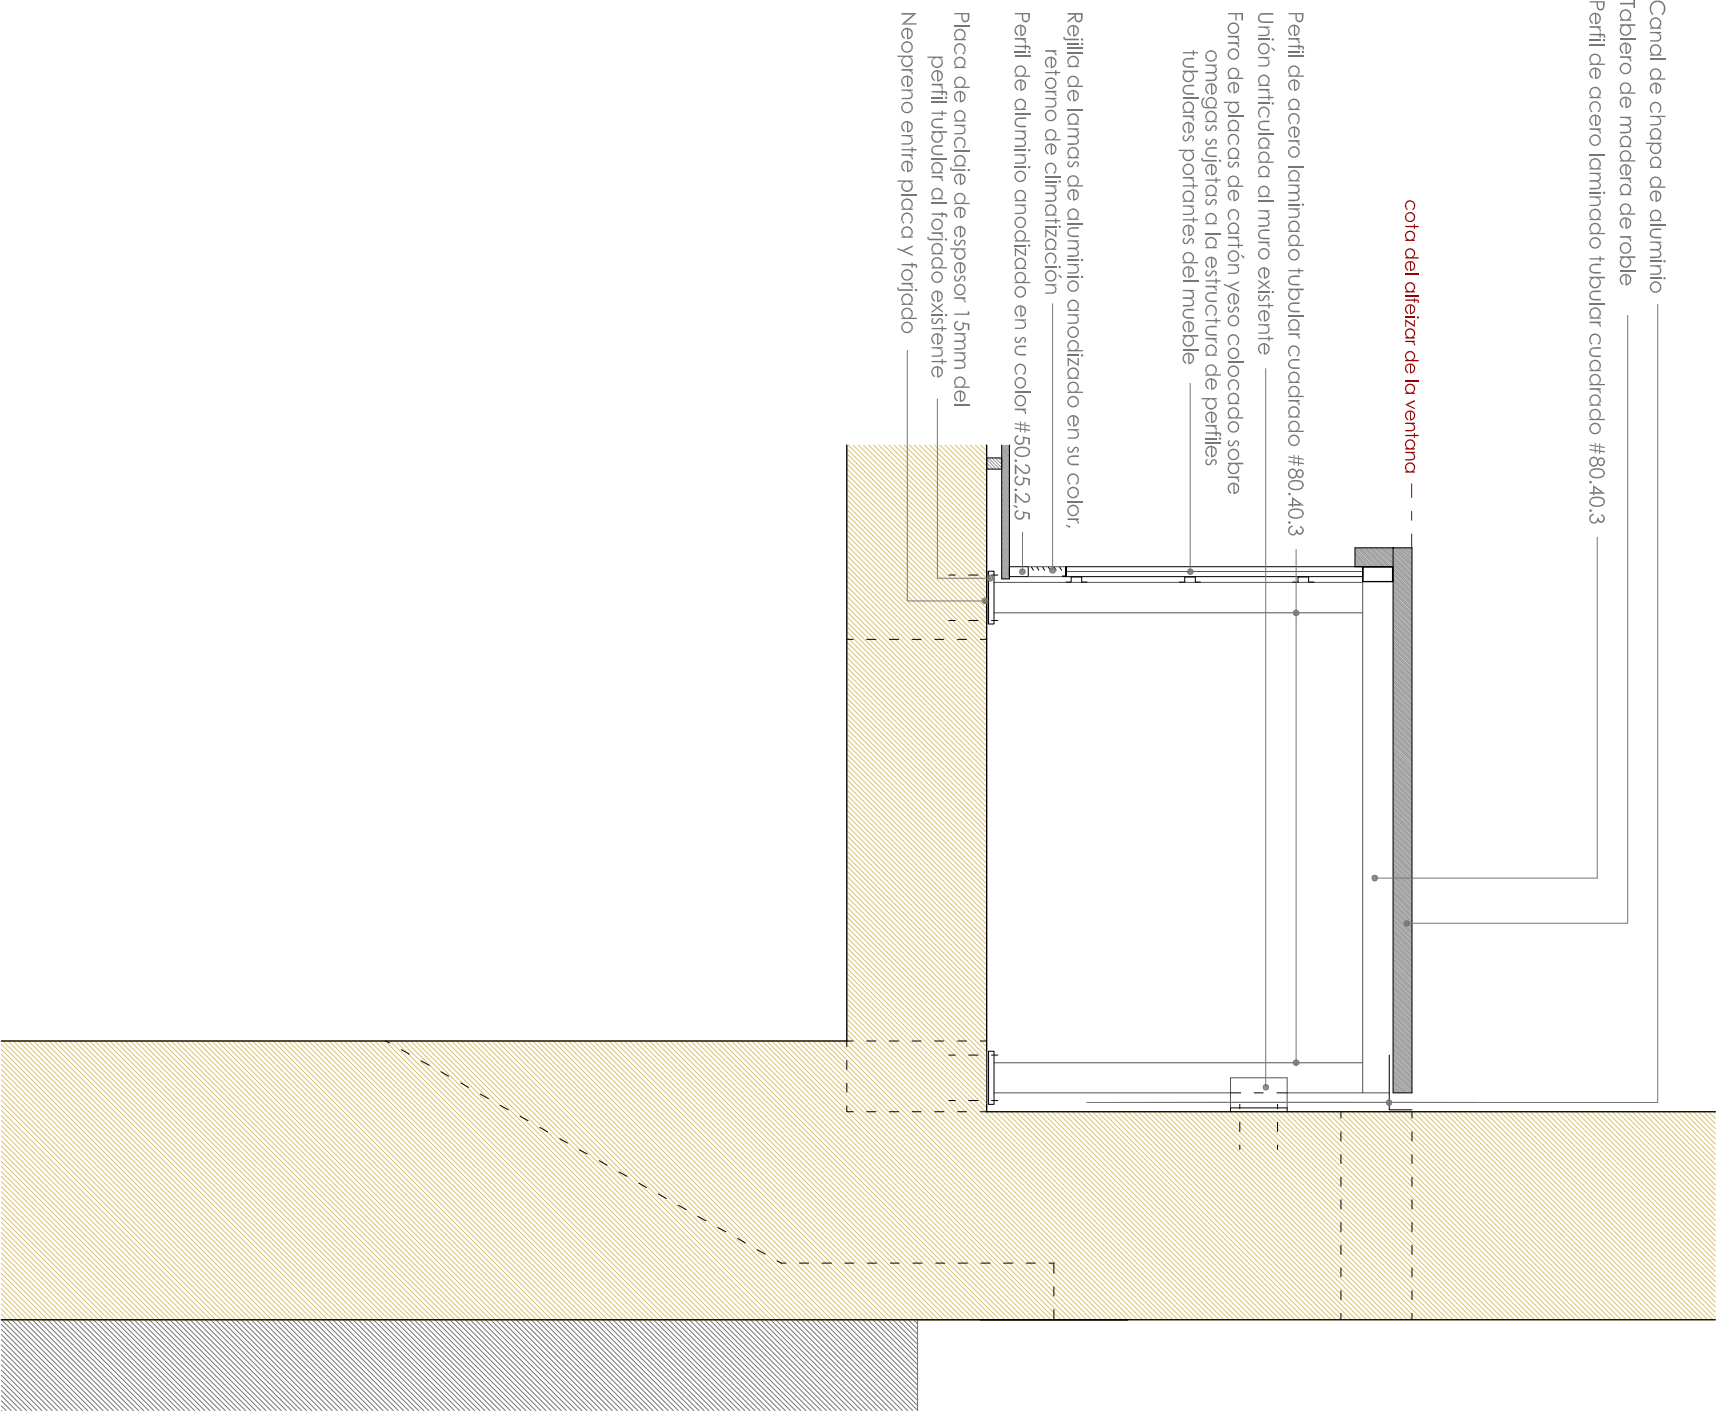 Canal de chapa de aluminio
Tablero de madera de roble
Perfil de acero laminado tubular cuadrado #80.40.3
cota del alfeizar de la ventana
Perfil de acero laminado tubular cuadrado #80.40.3
Unión articulada al muro existente
Forro de placas de cartón yeso colocado sobre
omegas sujetas a la estructura de perfiles
tubulares portantes del mueble
Rejilla de lamas de aluminio anodizado en su color,
retorno de climatización
Perfil de aluminio anodizado en su color #50.25.2,5
Placa de anclaje de espesor 15mm del
perfil tubular al forjado existente
Neopreno entre placa y forjado